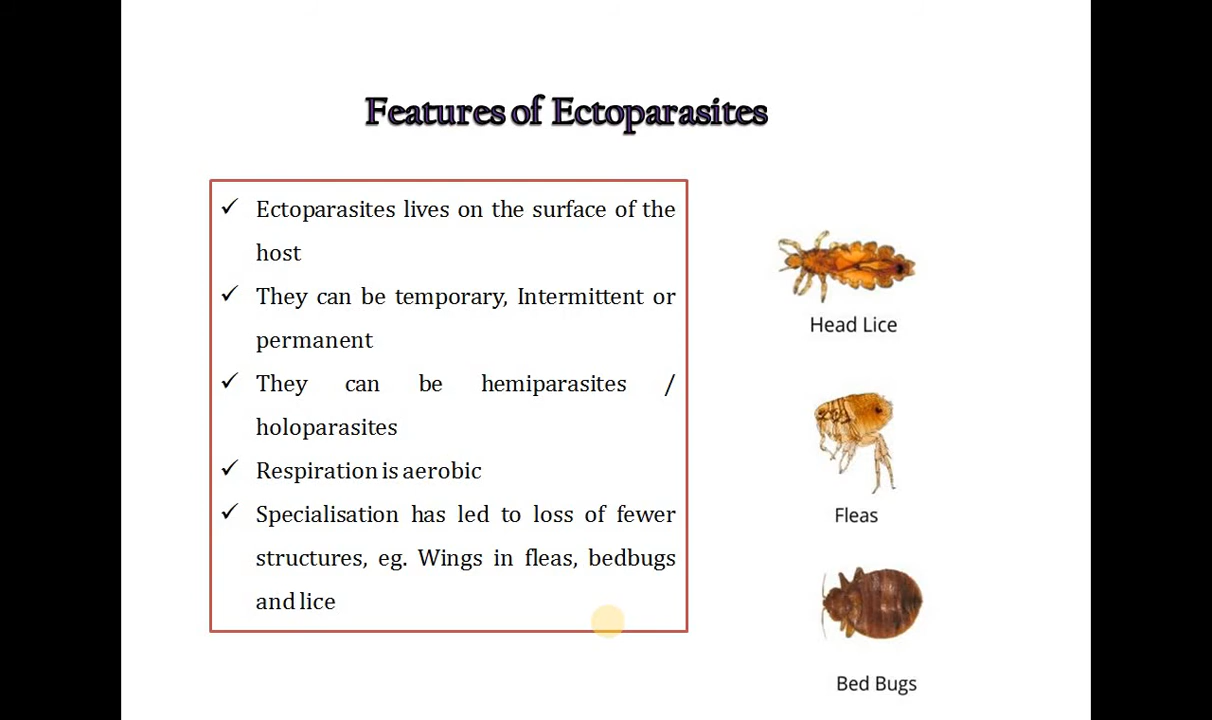 Features of Ectoparasites
✓ Ectoparasites lives on the surface of the
host
✓ They can be temporary, Intermittent or
permanent
✓ They can be hemiparasites /
holoparasites
✓ Respiration is aerobic
✓ Specialisation has led to loss of fewer
structures, eg. Wings in fleas, bedbugs
and lice
Head Lice
Fleas
Bed Bugs